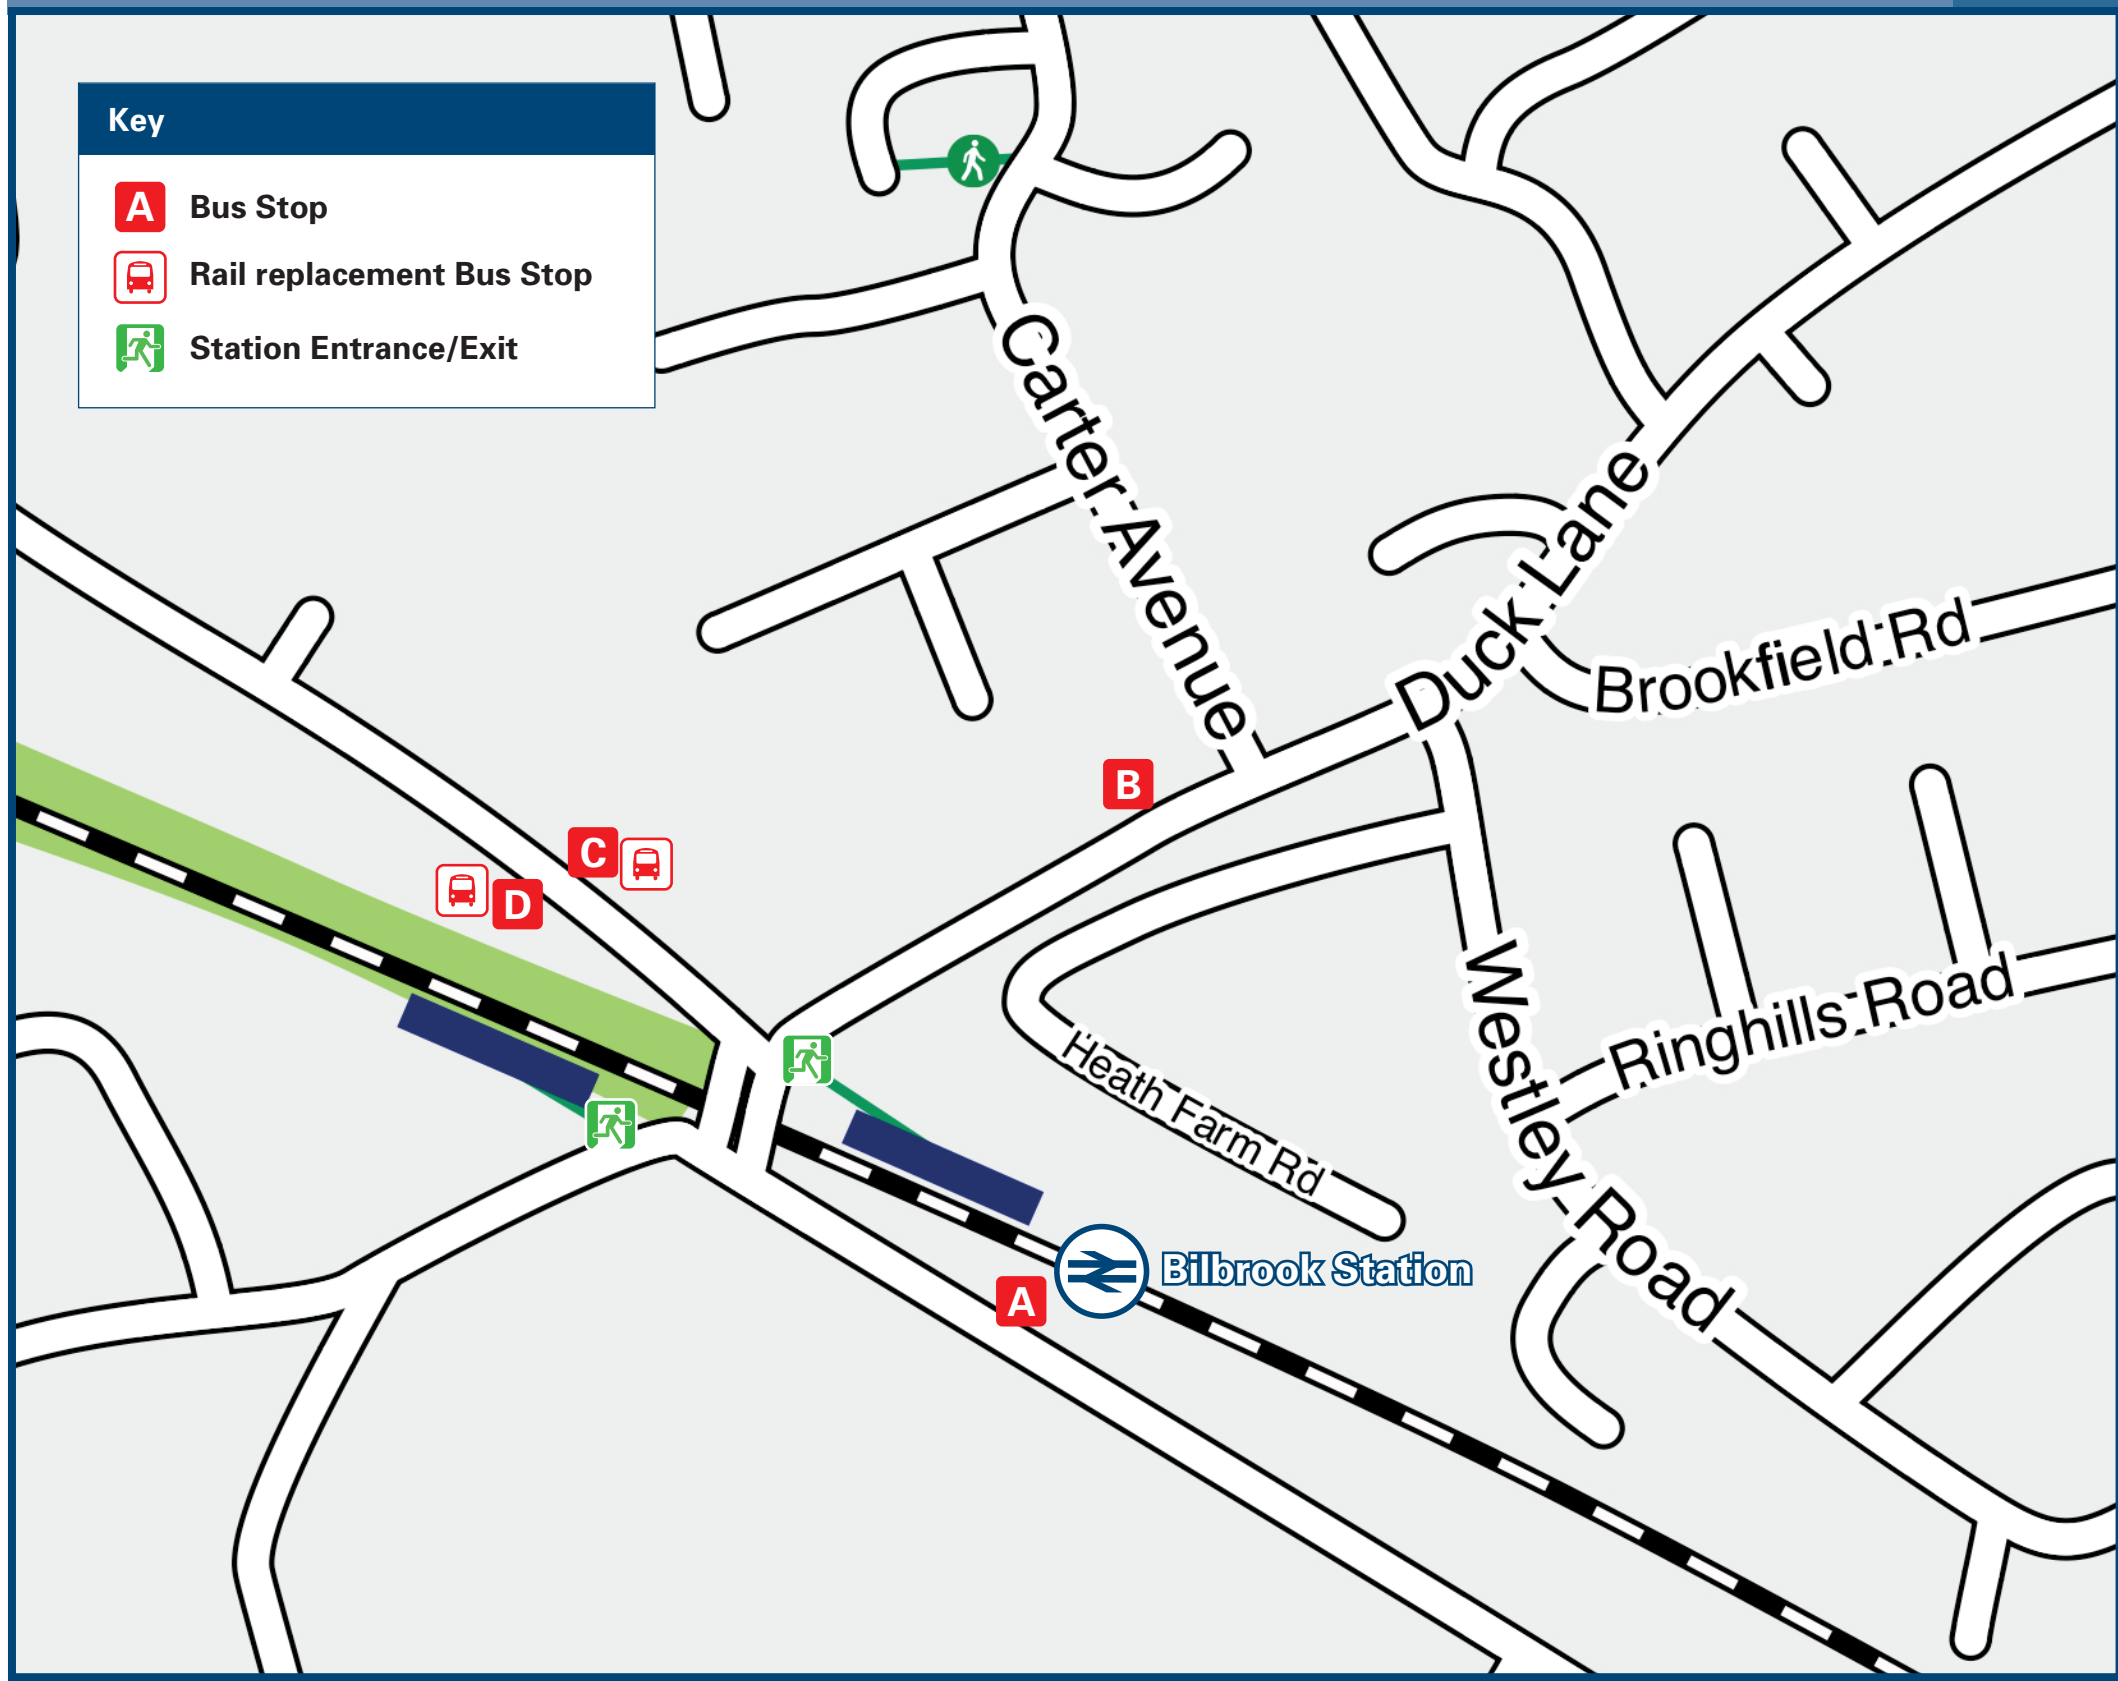 Key
A Bus Stop
Rail replacement Bus Stop
Station Entrance/Exit
Carter Avenue
Duck Lane
Brookfield Rd
B
C
D
Westley Road
Ringhills Road
Heath Farm Rd
A
Bilbrook Station